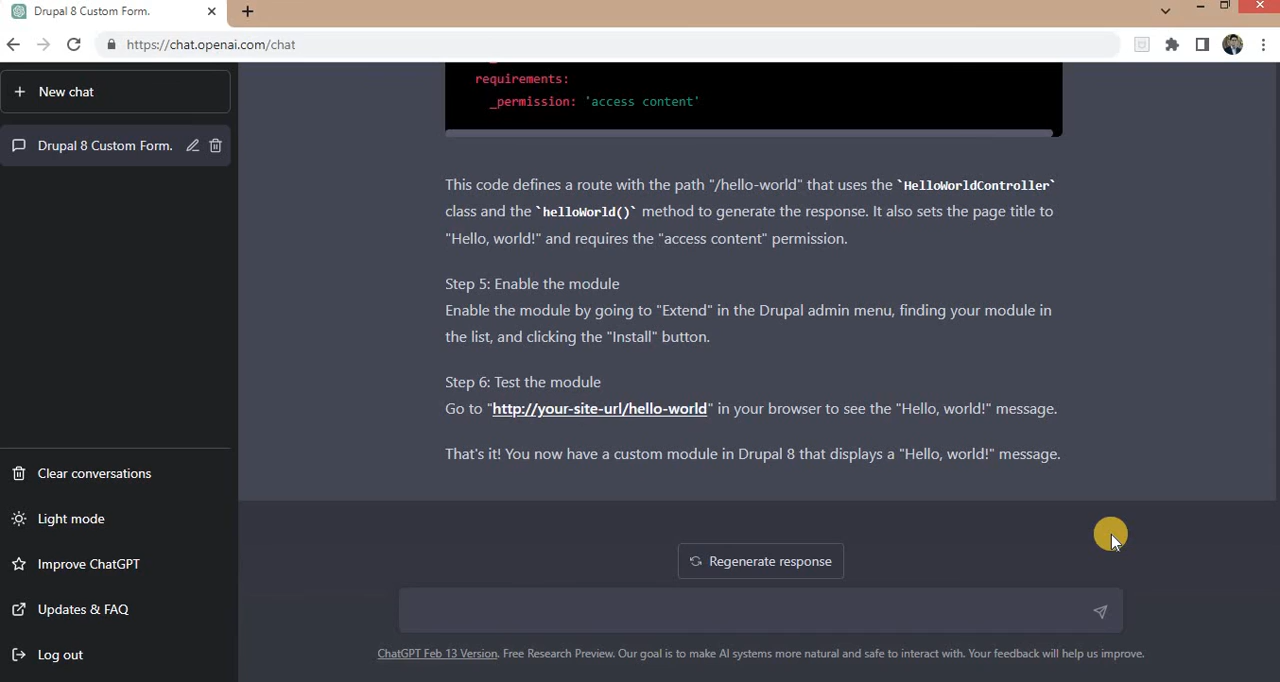 Drupal 8 Custom Form.
https://chat.openai.com/chat
New chat
Drupal 8 Custom Form.
Clear conversations
Light mode
Improve ChatGPT
Updates & FAQ
Log out
requirements:
_permission: 'access content'
This code defines a route with the path "/hello-world" that uses the `HelloWorldController`
class and the `helloWorld()` method to generate the response. It also sets the page title to
"Hello, world!" and requires the "access content" permission.
Step 5: Enable the module
Enable the module by going to "Extend" in the Drupal admin menu, finding your module in
the list, and clicking the "Install" button.
Step 6: Test the module
Go to "http://your-site-url/hello-world" in your browser to see the "Hello, world!" message.
That's it! You now have a custom module in Drupal 8 that displays a "Hello, world!" message.
Regenerate response
ChatGPT Feb 13 Version. Free Research Preview. Our goal is to make AI systems more natural and safe to interact with. Your feedback will help us improve.